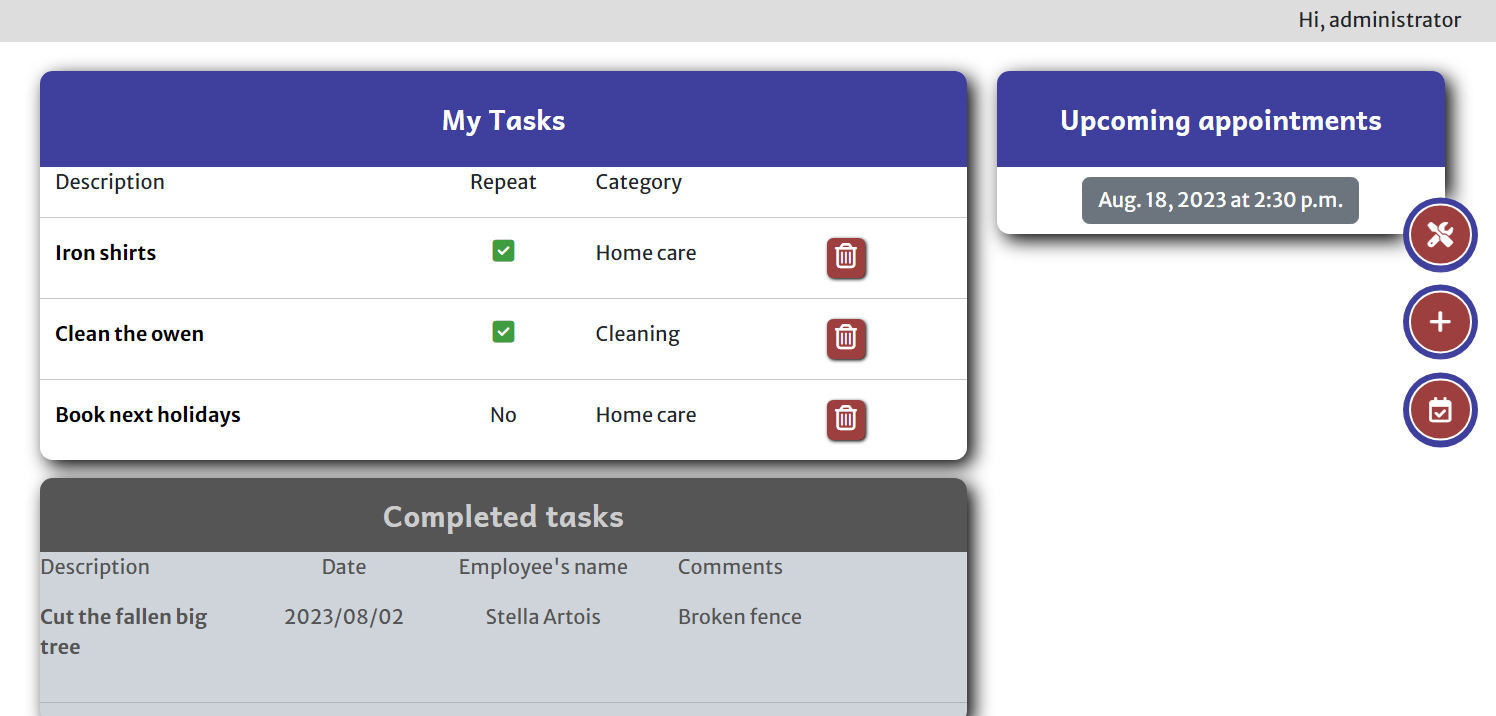 Hi, administrator
My Tasks
Description Repeat Category
Iron shirts Home care
Clean the owen Cleaning
Book next holidays No Home care
Upcoming appointments
Aug. 18, 2023 at 2:30 p.m.
Completed tasks
Description Date Employee's name Comments
Cut the fallen big 2023/08/02 Stella Artois Broken fence
tree